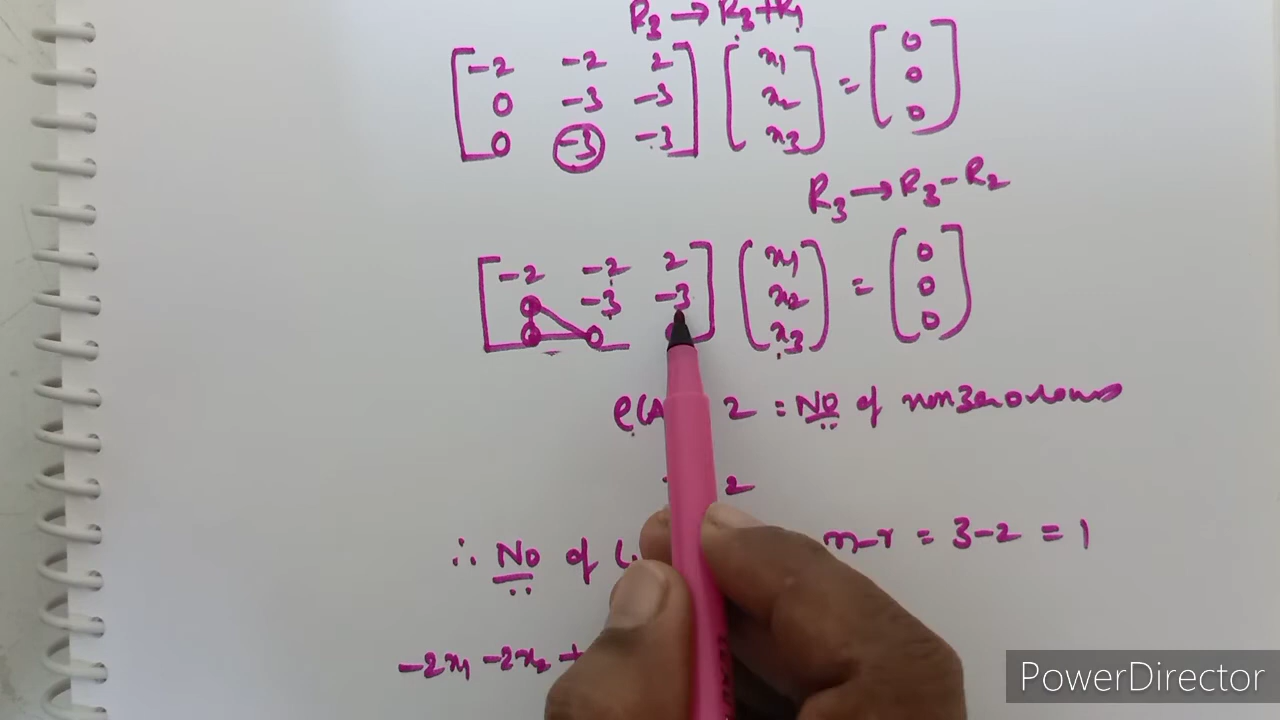 R3 → R3+R1
[ -2 -2 2 ] ( x1 ) = ( 0 )
[ 0 -3 -3 ] ( x2 ) ( 0 )
[ 0 -3 -3 ] ( x3 ) ( 0 )
R3 → R3-R2
[ -2 -2 2 ] ( x1 ) = ( 0 )
[ 0 -3 -3 ] ( x2 ) ( 0 )
[ 0 0 ] ( x3 ) ( 0 )
ρ(A 2 = No of nonzero rows
2
∴ No of L. n-r = 3-2 = 1
-2x1 -2x2 +
PowerDirector